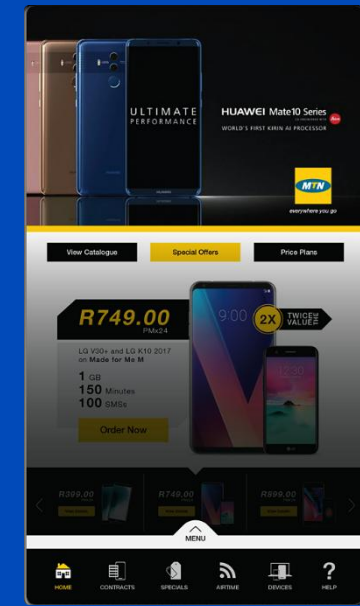 ULTIMATE
PERFORMANCE
HUAWEI Mate10 Series
WORLD'S FIRST KIRIN AI PROCESSOR
MTN
everywhere you go
View Catalogue
Special Offers
Price Plans
R749.00
PMx24
LG V30+ and LG K10 2017
on Made for Me M
1 GB
150 Minutes
100 SMSs
Order Now
9:00
2X
TWICE
VALUE
12:30
R399.00
R749.00
R899.00
MENU
HOME
CONTRACTS
SPECIALS
AIRTIME
DEVICES
?
HELP